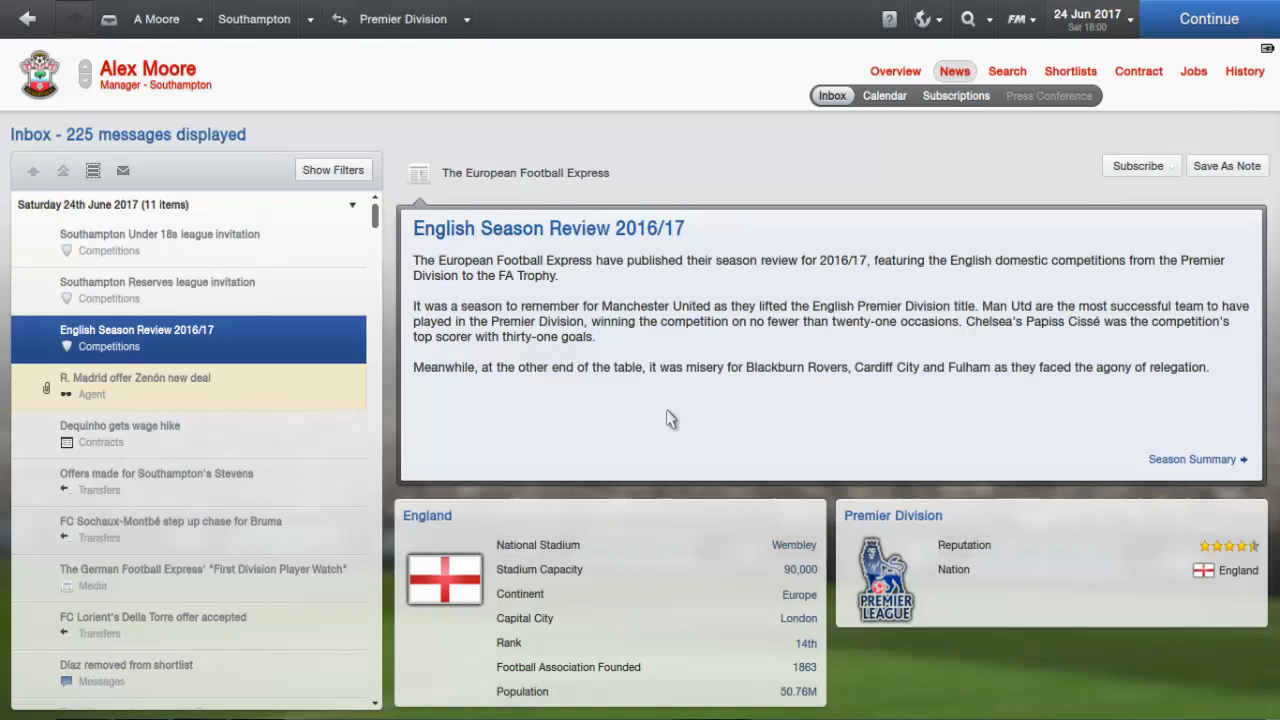 A Moore
Southampton
Premier Division
FM
24 Jun 2017
Sat 18:00
Continue
Alex Moore
Manager - Southampton
Overview
News
Search
Shortlists
Contract
Jobs
History
Inbox
Calendar
Subscriptions
Press Conference
Inbox - 225 messages displayed
Show Filters
Saturday 24th June 2017 (11 items)
Southampton Under 18s league invitation
Competitions
Southampton Reserves league invitation
Competitions
English Season Review 2016/17
Competitions
R. Madrid offer Zenón new deal
Agent
Dequinho gets wage hike
Contracts
Offers made for Southampton's Stevens
Transfers
FC Sochaux-Montbé step up chase for Bruma
Transfers
The German Football Express' "First Division Player Watch"
Media
FC Lorient's Della Torre offer accepted
Transfers
Díaz removed from shortlist
Messages
The European Football Express
Subscribe
Save As Note
English Season Review 2016/17
The European Football Express have published their season review for 2016/17, featuring the English domestic competitions from the Premier
Division to the FA Trophy.
It was a season to remember for Manchester United as they lifted the English Premier Division title. Man Utd are the most successful team to have
played in the Premier Division, winning the competition on no fewer than twenty-one occasions. Chelsea's Papiss Cissé was the competition's
top scorer with thirty-one goals.
Meanwhile, at the other end of the table, it was misery for Blackburn Rovers, Cardiff City and Fulham as they faced the agony of relegation.
Season Summary
England
National Stadium Wembley
Stadium Capacity 90,000
Continent Europe
Capital City London
Rank 14th
Football Association Founded 1863
Population 50.76M
Premier Division
PREMIER
LEAGUE
Reputation
Nation England